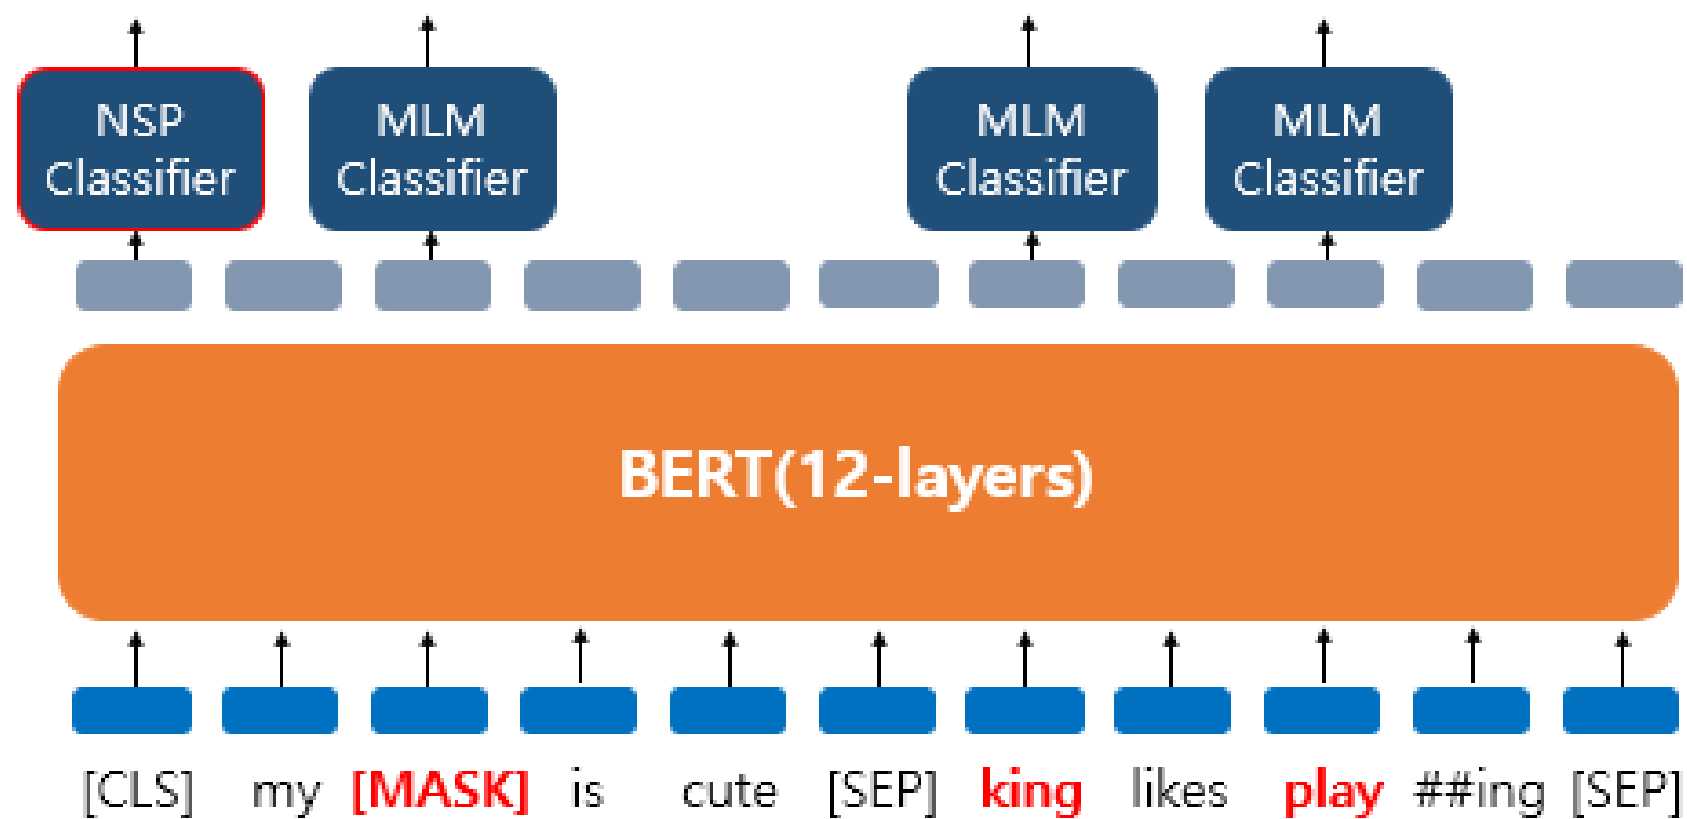 NSP
Classifier
MLM
Classifier
MLM
Classifier
MLM
Classifier
BERT(12-layers)
[CLS] my [MASK] is cute [SEP] king likes play ##ing [SEP]